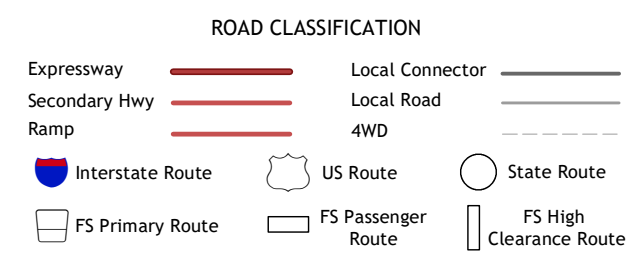 ROAD CLASSIFICATION
Expressway
Local Connector
Secondary Hwy
Local Road
Ramp
4WD
Interstate Route
US Route
State Route
FS Primary Route
FS Passenger
Route
FS High
Clearance Route